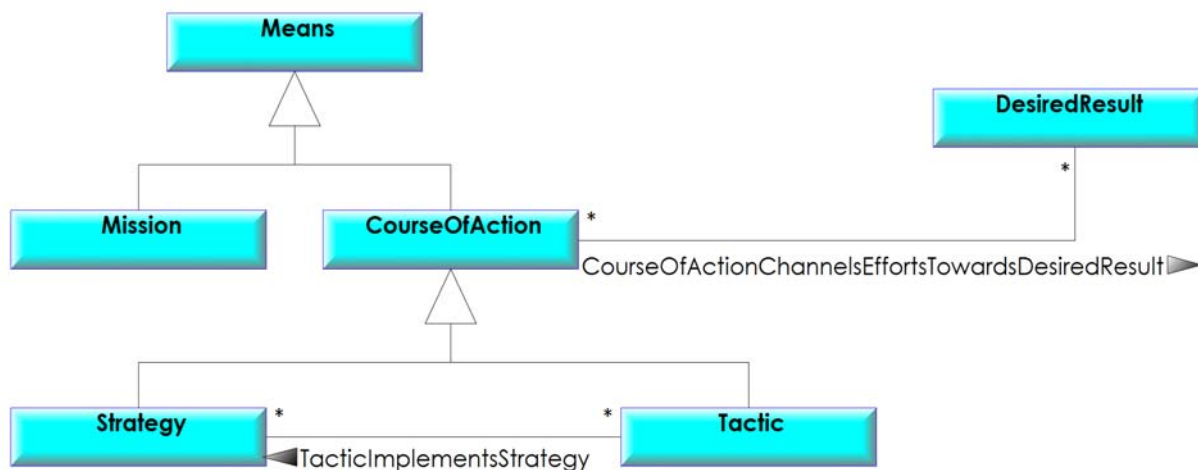 Means
DesiredResult
*
Mission
CourseOfAction
*
CourseOfActionChannelsEffortsTowardsDesiredResult
Strategy
*
*
Tactic
TacticImplementsStrategy